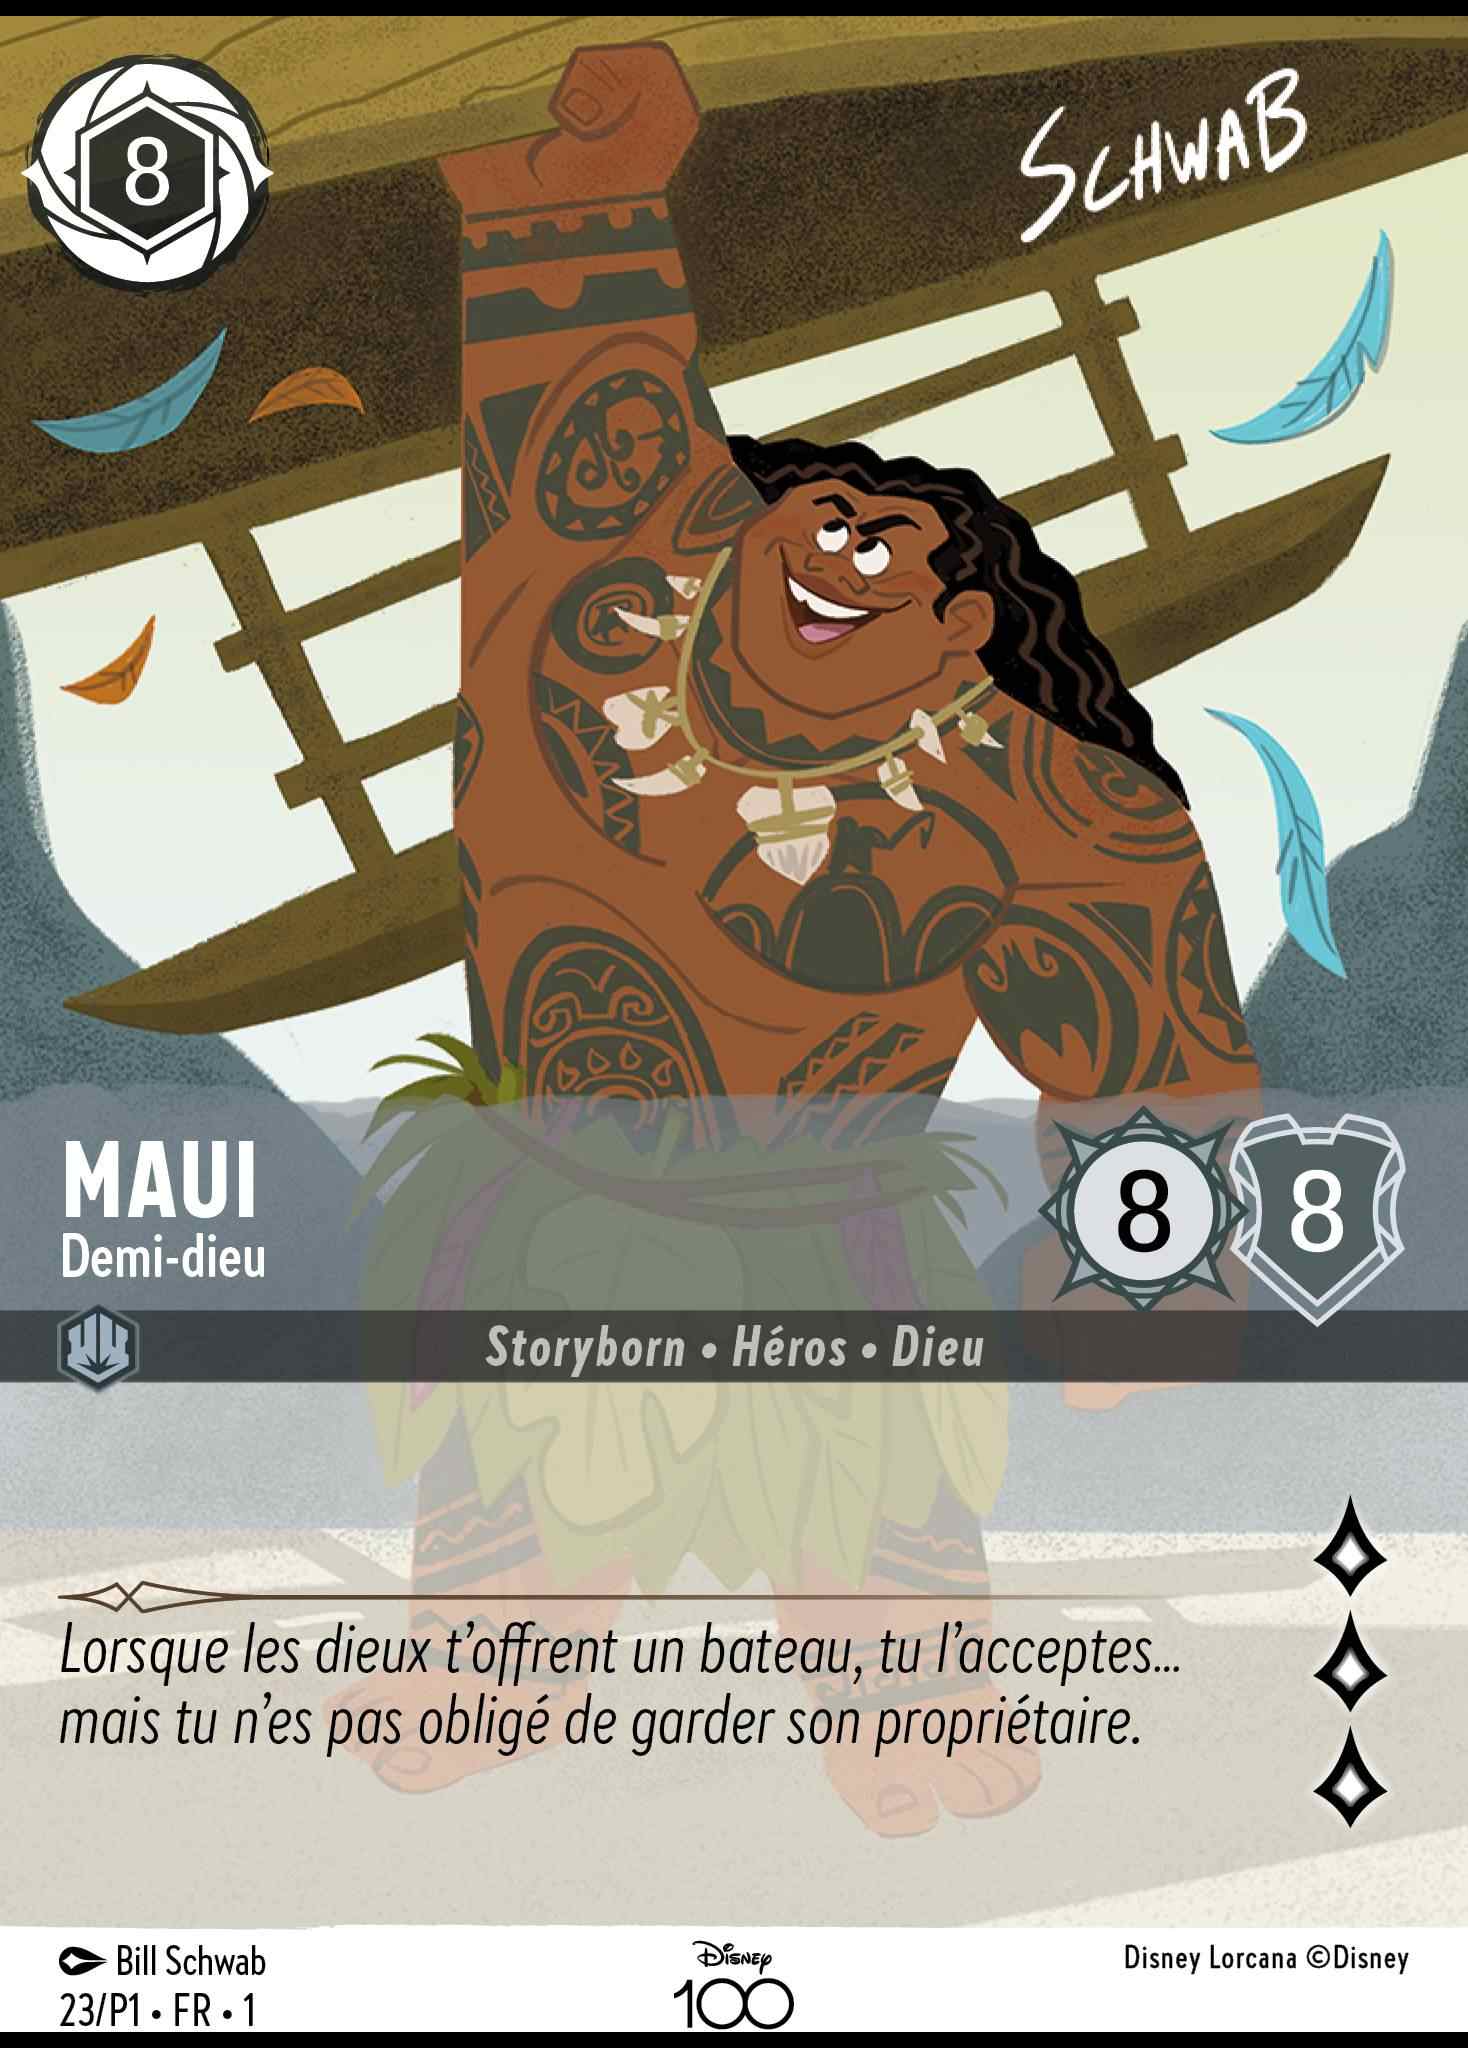 8
SCHWAB
MAUI
Demi-dieu
8
8
Storyborn • Héros • Dieu
Lorsque les dieux t’offrent un bateau, tu l’acceptes...
mais tu n’es pas obligé de garder son propriétaire.
Bill Schwab
23/P1 • FR • 1
Disney
100
Disney Lorcana ©Disney